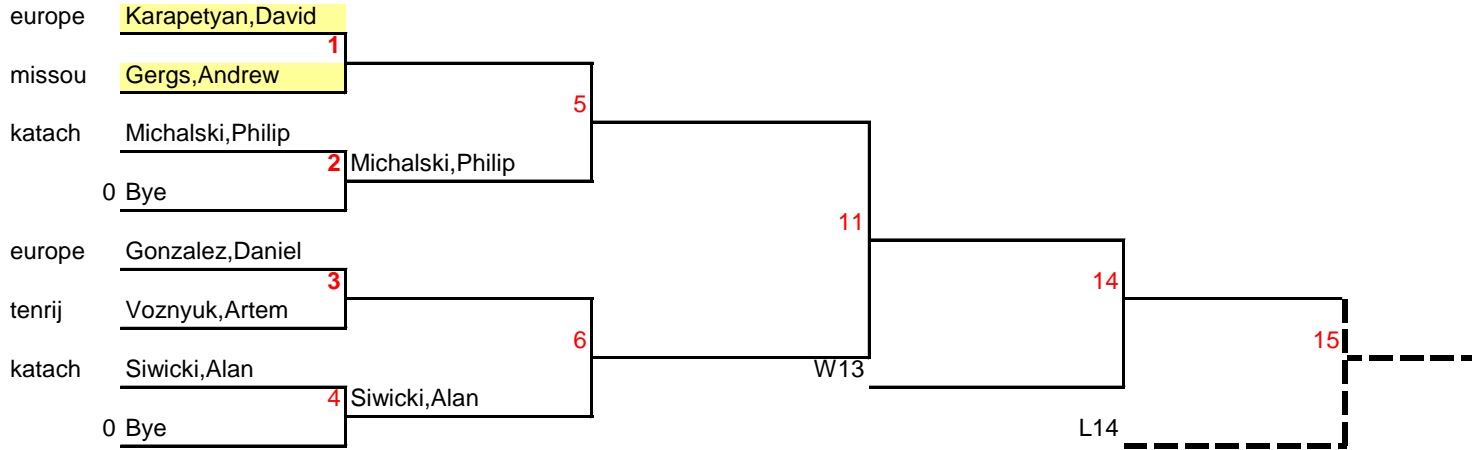 europe Karapetyan,David
1
missou Gergs,Andrew
5
katach Michalski,Philip
2 Michalski,Philip
0 Bye
11
europe Gonzalez,Daniel
3 14
tenrij Voznyuk,Artem
6 15
katach Siwicki,Alan W13
4 Siwicki,Alan
0 Bye L14